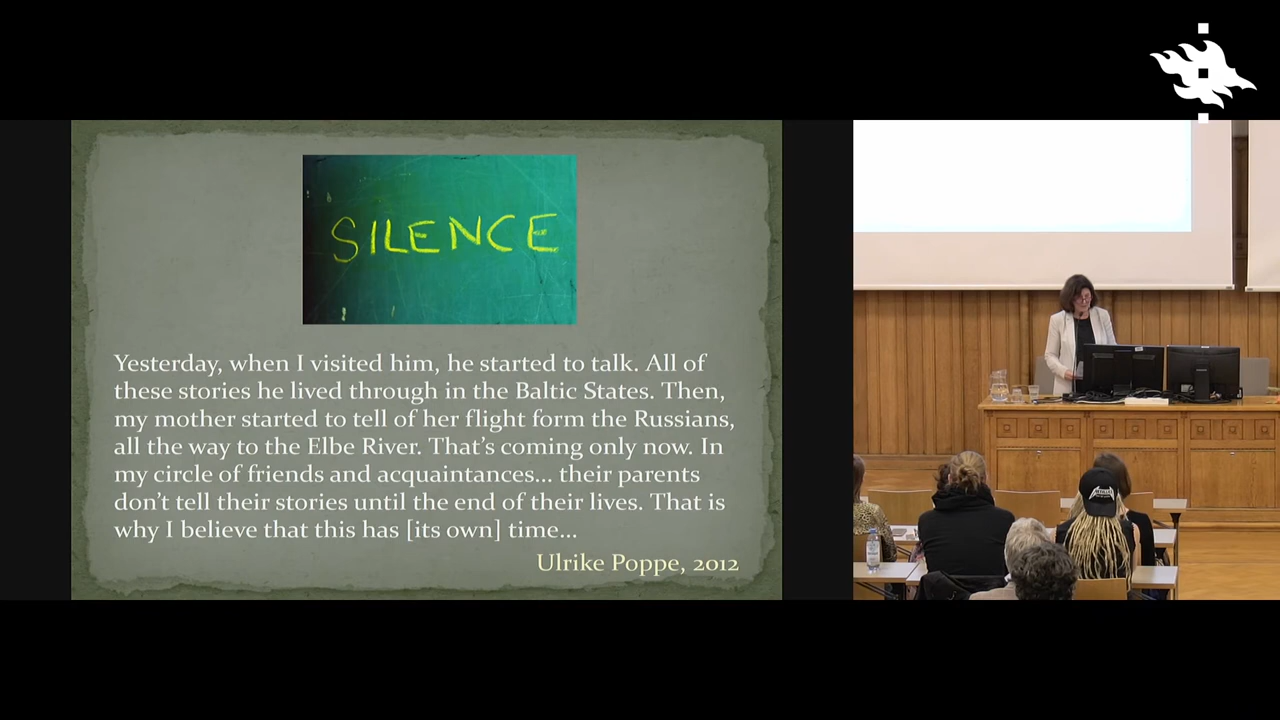 SILENCE
Yesterday, when I visited him, he started to talk. All of
these stories he lived through in the Baltic States. Then,
my mother started to tell of her flight form the Russians,
all the way to the Elbe River. That's coming only now. In
my circle of friends and acquaintances... their parents
don't tell their stories until the end of their lives. That is
why I believe that this has [its own] time...
Ulrike Poppe, 2012
METALLICA